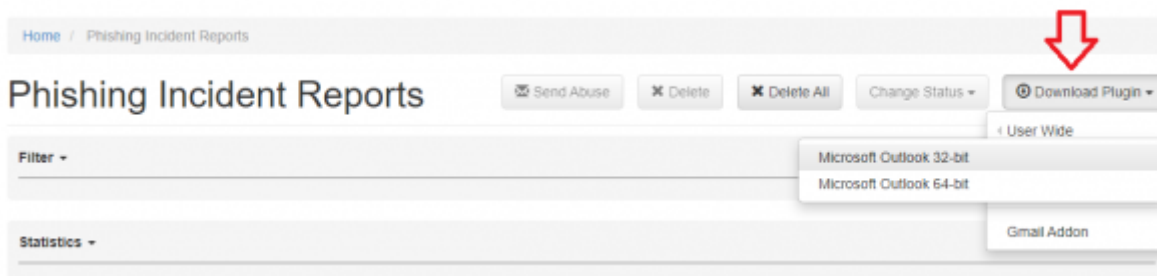 Home / Phishing Incident Reports
Phishing Incident Reports
Send Abuse
Delete
Delete All
Change Status
Download Plugin
User Wide
Filter
Microsoft Outlook 32-bit
Microsoft Outlook 64-bit
Gmail Addon
Statistics